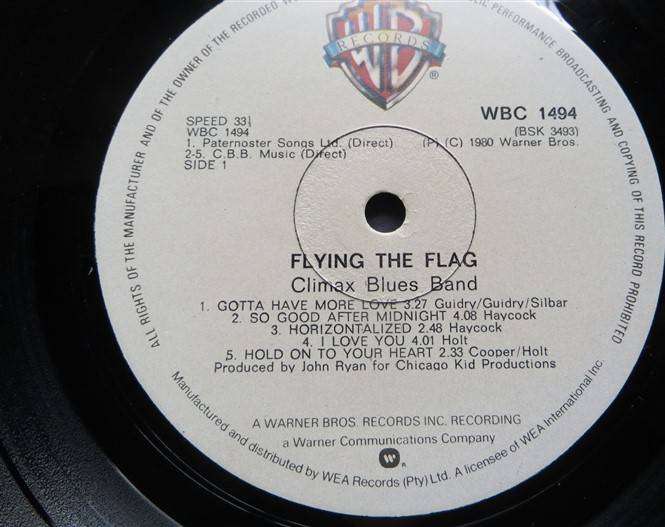 ALL RIGHTS OF THE MANUFACTURER AND OF THE OWNER OF THE RECORDED
PUBLIC PERFORMANCE BROADCASTING AND COPYING OF THIS RECORD PROHIBITED
WB
RECORDS
®
SPEED 33⅓
WBC 1494
WBC 1494
(BSK 3493)
1. Paternoster Songs Ltd. (Direct) (P) (C) 1980 Warner Bros.
2-5. C.B.B. Music (Direct)
SIDE 1
FLYING THE FLAG
Climax Blues Band
1. GOTTA HAVE MORE LOVE 3.27 Guidry/Guidry/Silbar
2. SO GOOD AFTER MIDNIGHT 4.08 Haycock
3. HORIZONTALIZED 2.48 Haycock
4. I LOVE YOU 4.01 Holt
5. HOLD ON TO YOUR HEART 2.33 Cooper/Holt
Produced by John Ryan for Chicago Kid Productions
A WARNER BROS. RECORDS INC. RECORDING
a Warner Communications Company
Manufactured and distributed by WEA Records (Pty) Ltd. A licensee of WEA International Inc.